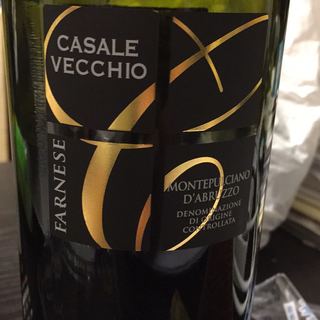 CASALE
VECCHIO
FARNESE
MONTEPULCIANO
D'ABRUZZO
DENOMINAZIONE
DI ORIGINE
CONTROLLATA